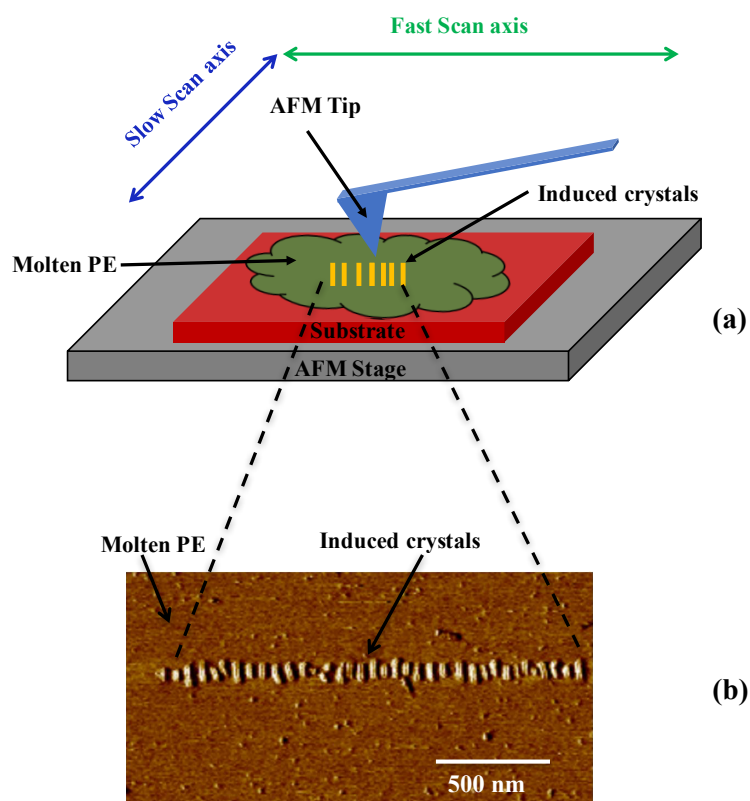 Fast Scan axis
Slow Scan axis
AFM Tip
Induced crystals
Molten PE
(a)
Substrate
AFM Stage
Molten PE
Induced crystals
(b)
500 nm